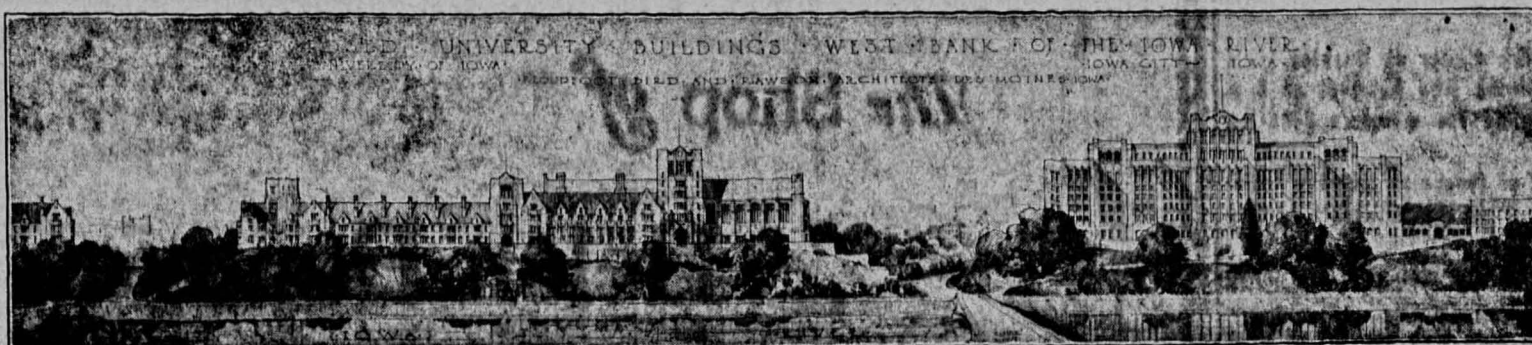 UNIVERSITY · BUILDINGS · WEST · BANK · OF · THE · IOWA · RIVER ·
UNIVERSITY · OF · IOWA · IOWA · CITY — IOWA ·
BIRD · AND · RAWSON · ARCHITECTS · DES MOINES · IOWA ·